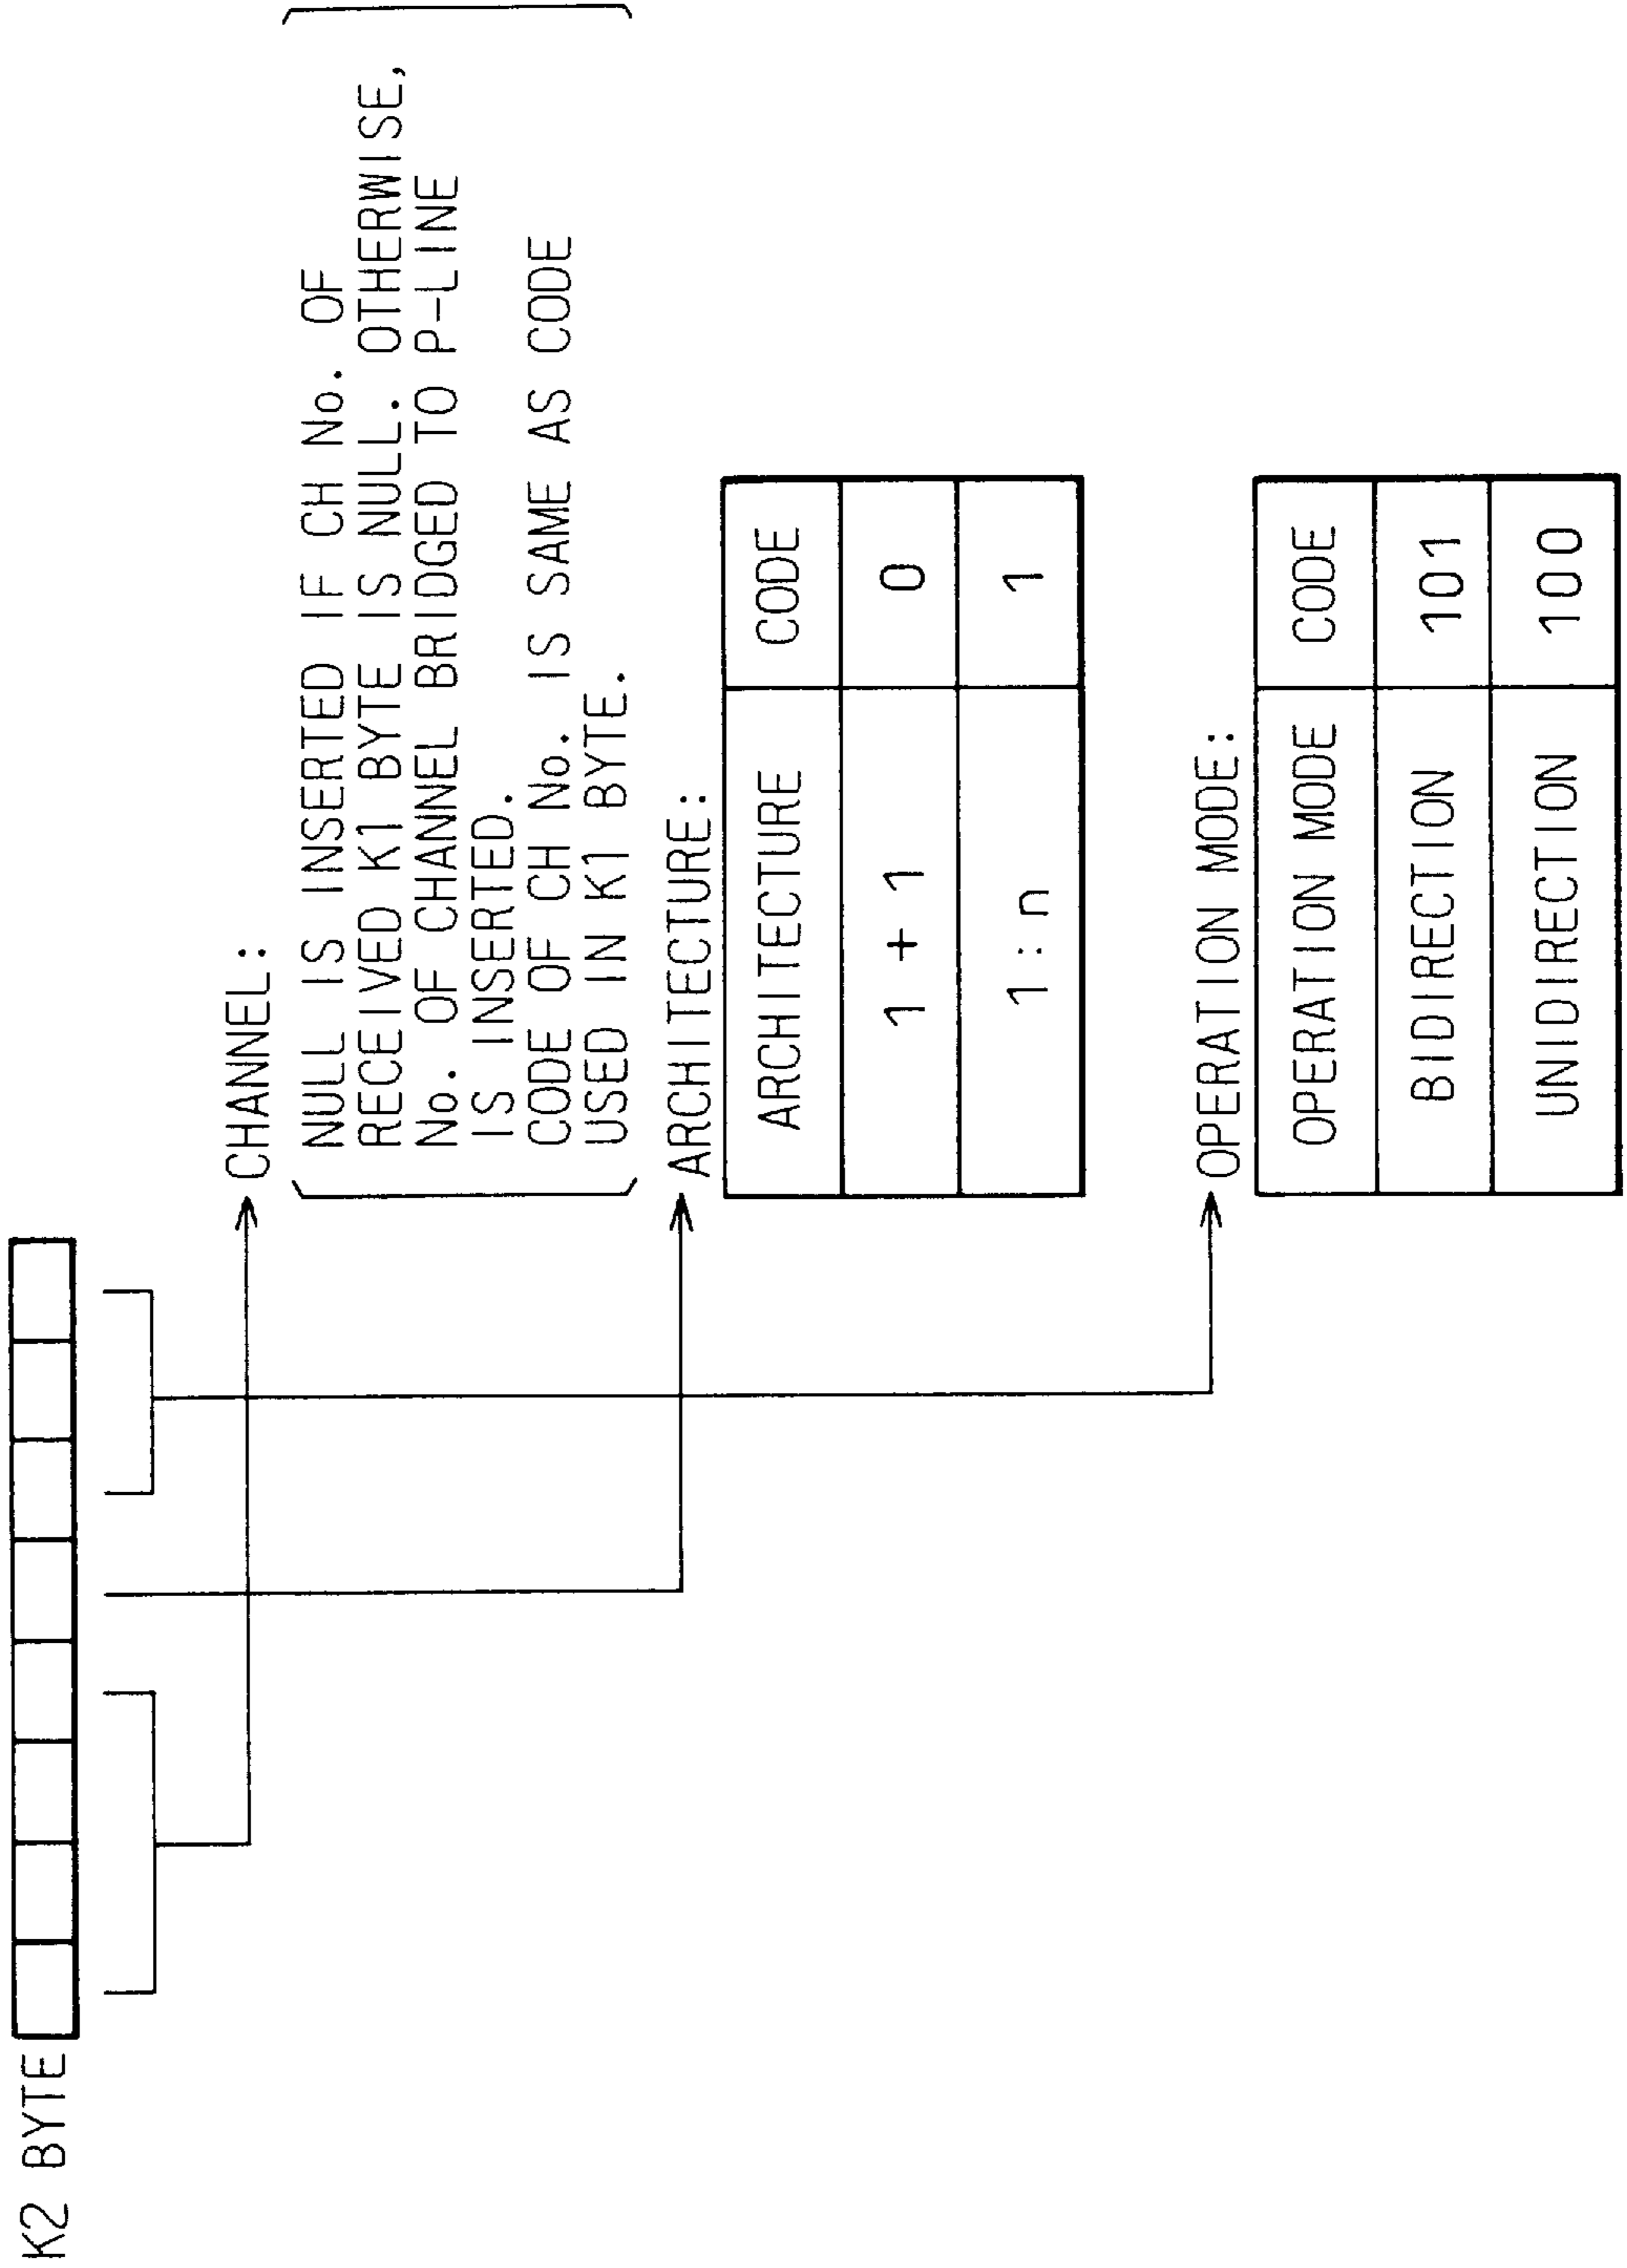 K2 BYTE
CHANNEL:
NULL IS INSERTED IF CH No. OF
RECEIVED K1 BYTE IS NULL. OTHERWISE,
No. OF CHANNEL BRIDGED TO P-LINE
IS INSERTED.
CODE OF CH No. IS SAME AS CODE
USED IN K1 BYTE.
ARCHITECTURE:
ARCHITECTURE CODE
1 + 1 0
1 : n 1
OPERATION MODE:
OPERATION MODE CODE
BIDIRECTION 101
UNIDIRECTION 100